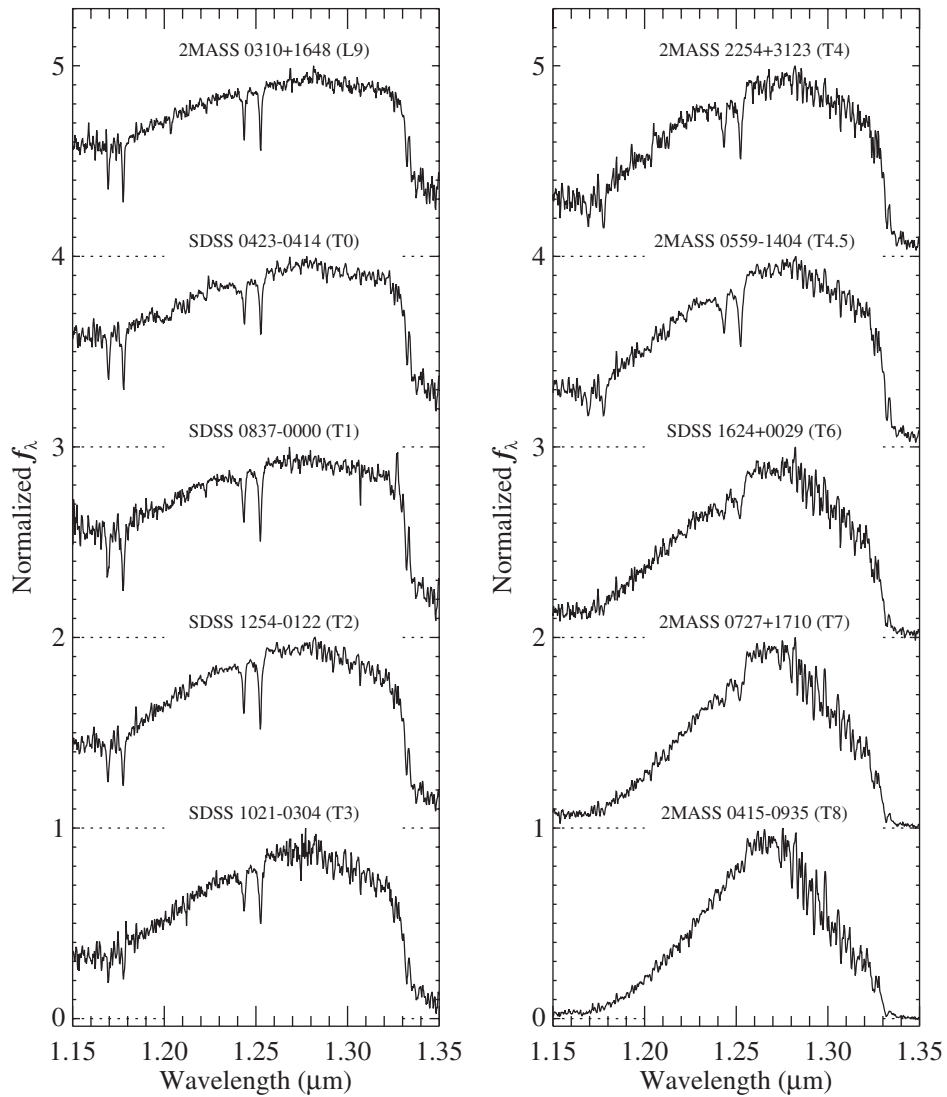 2MASS 0310+1648 (L9)
SDSS 0423-0414 (T0)
SDSS 0837-0000 (T1)
SDSS 1254-0122 (T2)
SDSS 1021-0304 (T3)
5
4
3
2
1
0
Normalized fλ
1.15 1.20 1.25 1.30 1.35
Wavelength (μm)
2MASS 2254+3123 (T4)
2MASS 0559-1404 (T4.5)
SDSS 1624+0029 (T6)
2MASS 0727+1710 (T7)
2MASS 0415-0935 (T8)
5
4
3
2
1
0
Normalized fλ
1.15 1.20 1.25 1.30 1.35
Wavelength (μm)